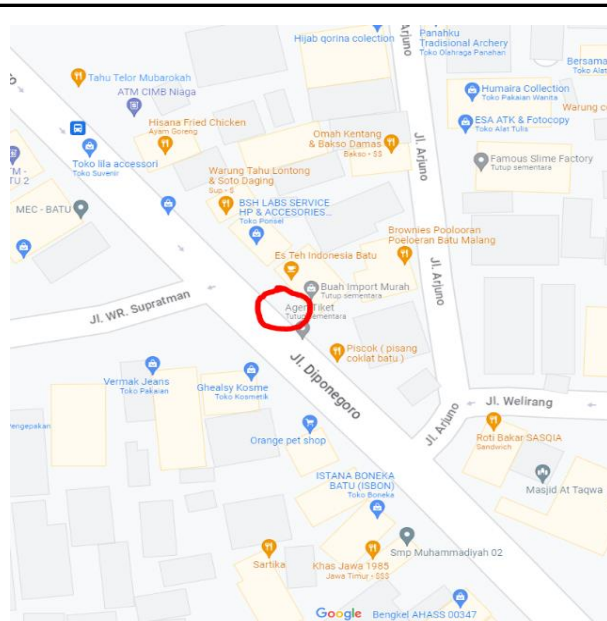 Hijab qorina colection
Arjuno
Panahku
Tradisional Archery
Toko Olahraga Panahan
Bersama
Toko Alat
Tahu Telor Mubarokah
ATM CIMB Niaga
Humaira Collection
Toko Pakaian Wanita
Warung
Hisana Fried Chicken
Ayam Goreng
Omah Kentang
& Bakso Damas
Bakso - $$
Jl. Arjuno
ESA ATK & Fotocopy
Toko Alat Tulis
Toko lila accessori
Toko Suvenir
TU 2
Warung Tahu Lontong
& Soto Daging
Sup - $
Famous Slime Factory
Tutup sementara
MEC - BATU
BSH LABS SERVICE
HP & ACCESORIES...
Toko Ponsel
Brownies Poolooran
Poeloeran Batu Malang
Es Teh Indonesia Batu
Jl. Arjuno
Buah Import Murah
Tutup sementara
Jl. WR. Supratman
Agen Tiket
Tutup sementara
Piscok ( pisang
coklat batu )
Jl. Diponegoro
Vermak Jeans
Toko Pakaian
Ghealsy Kosme
Toko Kosmetik
Jl. Welirang
Jl. Arjuno
Pengepakan
Orange pet shop
Roti Bakar SASQIA
Sandwich
ISTANA BONEKA
BATU (ISBON)
Toko Boneka
Masjid At Taqwa
Smp Muhammadiyah 02
Sartika
Khas Jawa 1985
Jawa Timur - $$$
Google
Bengkel AHASS 00347